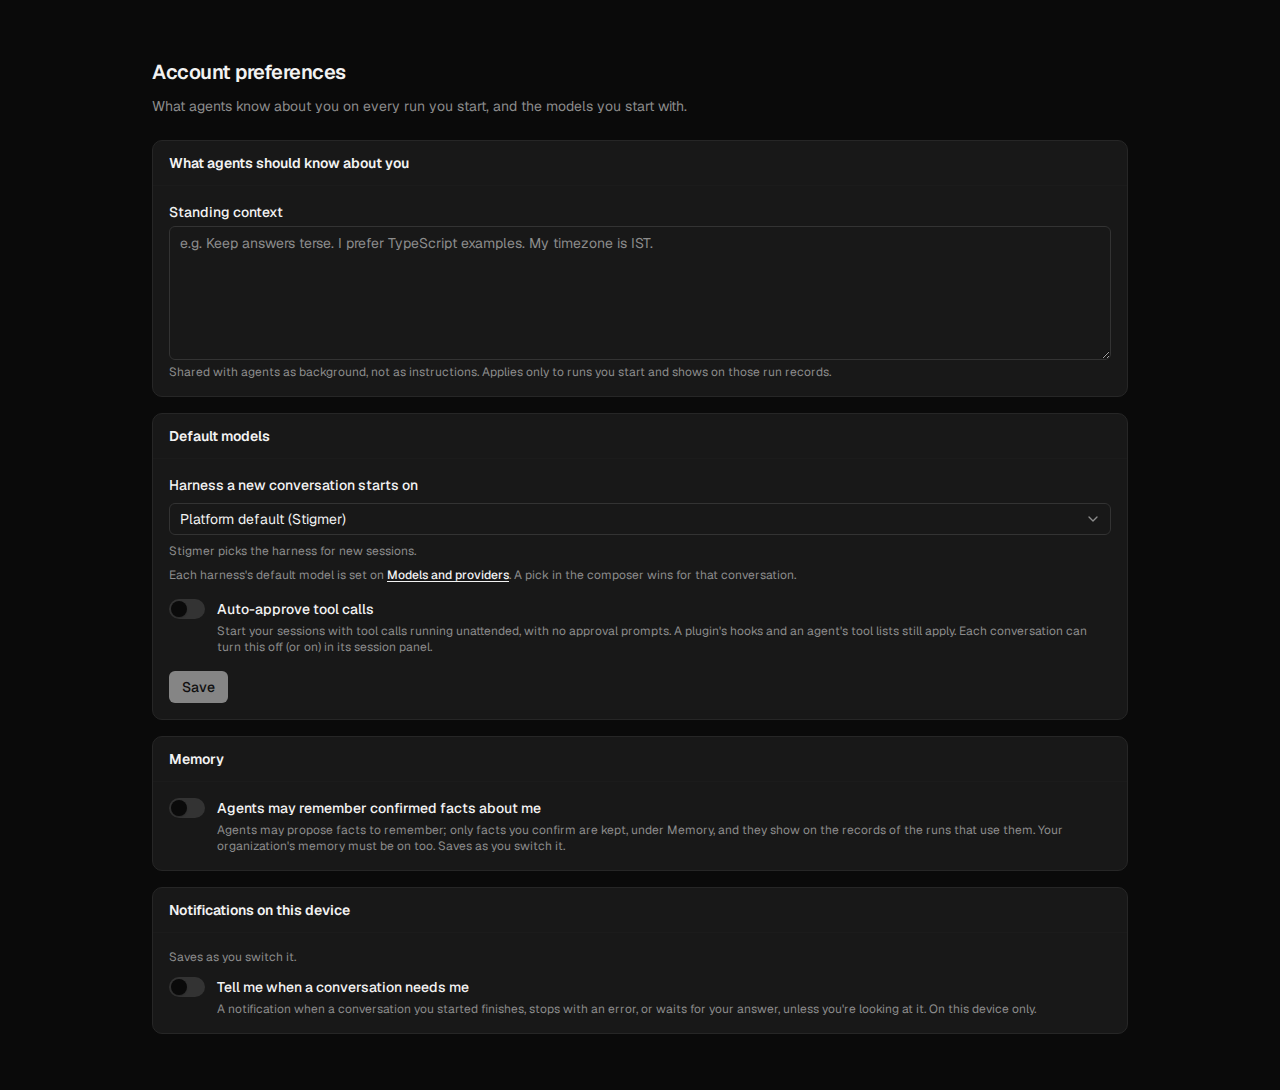 Account preferences
What agents know about you on every run you start, and the models you start with.
What agents should know about you
Standing context
e.g. Keep answers terse. I prefer TypeScript examples. My timezone is IST.
Shared with agents as background, not as instructions. Applies only to runs you start and shows on those run records.
Default models
Harness a new conversation starts on
Platform default (Stigmer)
Stigmer picks the harness for new sessions.
Each harness's default model is set on Models and providers. A pick in the composer wins for that conversation.
Auto-approve tool calls
Start your sessions with tool calls running unattended, with no approval prompts. A plugin's hooks and an agent's tool lists still apply. Each conversation can
turn this off (or on) in its session panel.
Save
Memory
Agents may remember confirmed facts about me
Agents may propose facts to remember; only facts you confirm are kept, under Memory, and they show on the records of the runs that use them. Your
organization's memory must be on too. Saves as you switch it.
Notifications on this device
Saves as you switch it.
Tell me when a conversation needs me
A notification when a conversation you started finishes, stops with an error, or waits for your answer, unless you're looking at it. On this device only.